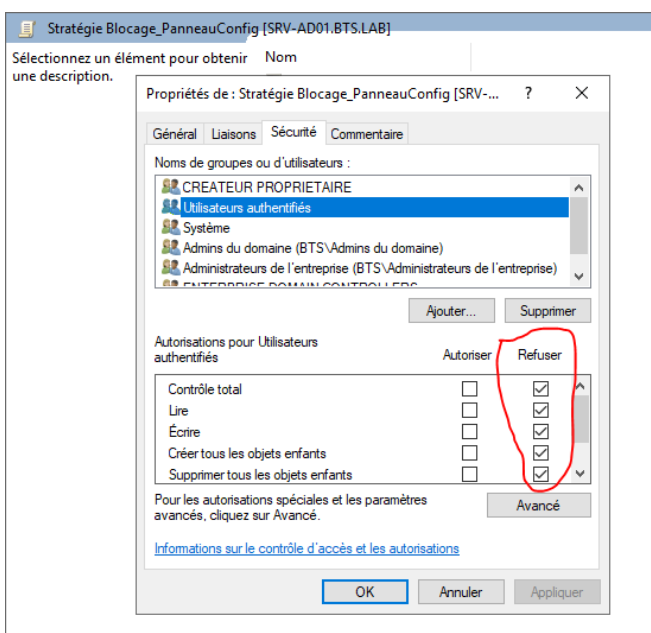 Stratégie Blocage_PanneauConfig [SRV-AD01.BTS.LAB]
Sélectionnez un élément pour obtenir
une description.
Nom
Propriétés de : Stratégie Blocage_PanneauConfig [SRV-... ?
Général Liaisons Sécurité Commentaire
Noms de groupes ou d'utilisateurs :
CREATEUR PROPRIETAIRE
Utilisateurs authentifiés
Système
Admins du domaine (BTS\Admins du domaine)
Administrateurs de l'entreprise (BTS\Administrateurs de l'entreprise)
ENTERPRISE DOMAIN CONTROLLERS
Ajouter... Supprimer
Autorisations pour Utilisateurs
authentifiés Autoriser Refuser
Contrôle total
Lire
Écrire
Créer tous les objets enfants
Supprimer tous les objets enfants
Pour les autorisations spéciales et les paramètres
avancés, cliquez sur Avancé. Avancé
Informations sur le contrôle d'accès et les autorisations
OK Annuler Appliquer